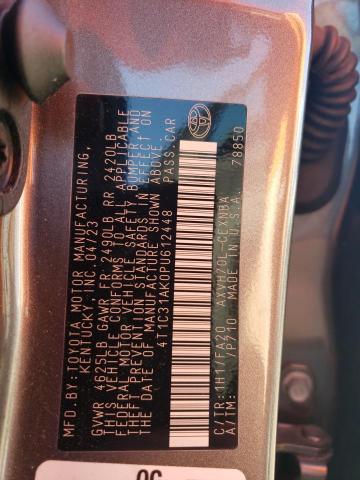 MFD. BY: TOYOTA MOTOR MANUFACTURING,
KENTUCKY, INC. 04/23
GVWR 4625LB GAWR FR 2490LB RR 2420LB
THIS VEHICLE CONFORMS TO ALL APPLICABLE
FEDERAL MOTOR VEHICLE SAFETY, BUMPER, AND
THEFT PREVENTION STANDARDS IN EFFECT ON
THE DATE OF MANUFACTURE SHOWN ABOVE.
4T1C31AK0PU612448 PASS. CAR
C/TR: 1H1/FA20 AXVH70L-CEXNBA
A/TM: /P710 MADE IN U.S.A. 78850